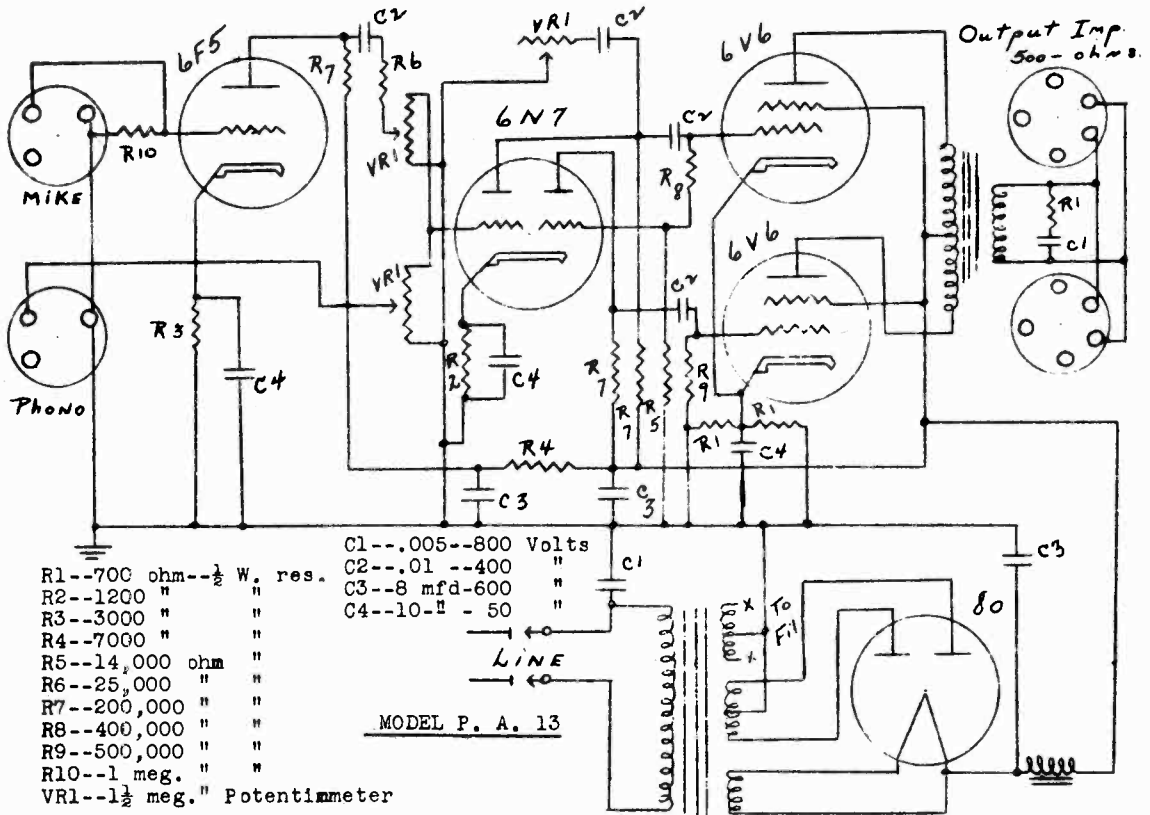 C2
VR1
C2
6V6
Output Imp.
500-ohms.
6F5
R7
R6
6N7
C2
R10
VR1
R8
MIKE
R1
C1
6V6
VR1
C2
R3
R2
C4
C4
R7
R7
R5
R9
R1
R1
C4
PHONO
R4
C3
C3
C1--.005--800 Volts
C2--.01 --400 "
C3--8 mfd-600 "
C4--10-" - 50 "
C1
C3
R1--700 ohm--½ W. res.
R2--1200 " "
R3--3000 " "
R4--7000 " "
R5--14,000 ohm "
R6--25,000 " "
R7--200,000 " "
R8--400,000 " "
R9--500,000 " "
R10--1 meg. " "
VR1--1½ meg." Potentimmeter
LINE
X
To
Fil
X
80
MODEL P. A. 13